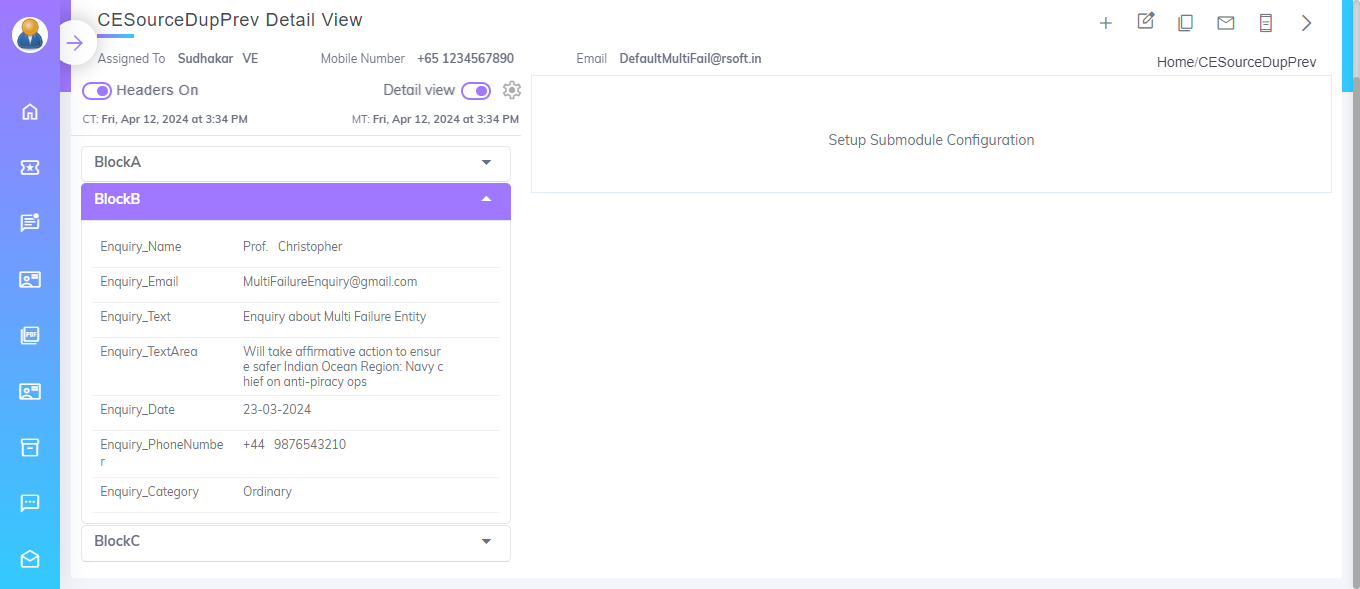 CESourceDupPrev Detail View
Assigned To Sudhakar VE Mobile Number +65 1234567890 Email DefaultMultiFail@rsoft.in
Home/CESourceDupPrev
Headers On Detail view
CT: Fri, Apr 12, 2024 at 3:34 PM MT: Fri, Apr 12, 2024 at 3:34 PM
Setup Submodule Configuration
BlockA
BlockB
Enquiry_Name Prof. Christopher
Enquiry_Email MultiFailureEnquiry@gmail.com
Enquiry_Text Enquiry about Multi Failure Entity
Enquiry_TextArea Will take affirmative action to ensur
e safer Indian Ocean Region: Navy c
hief on anti-piracy ops
Enquiry_Date 23-03-2024
Enquiry_PhoneNumbe +44 9876543210
r
Enquiry_Category Ordinary
BlockC
PDF